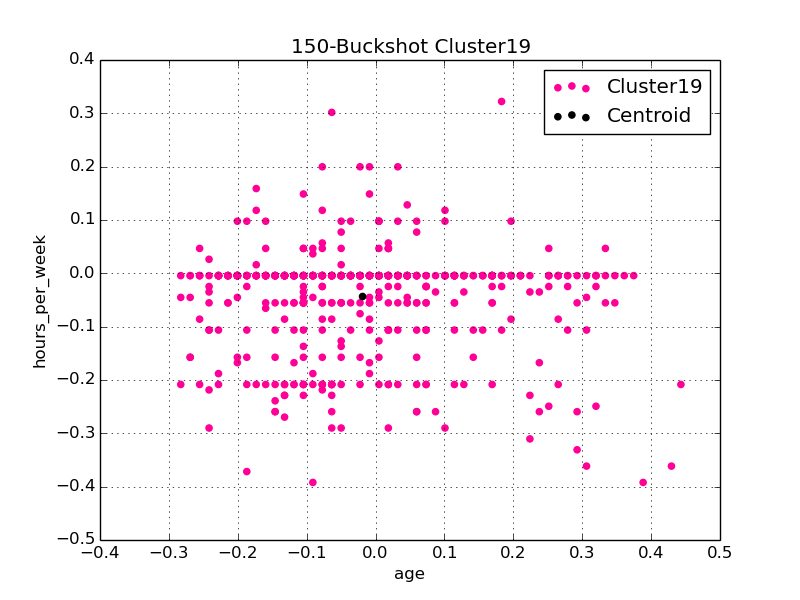 150-Buckshot Cluster19
Cluster19
Centroid
0.4
0.3
0.2
0.1
0.0
−0.1
−0.2
−0.3
−0.4
−0.5
hours_per_week
−0.4 −0.3 −0.2 −0.1 0.0 0.1 0.2 0.3 0.4 0.5
age